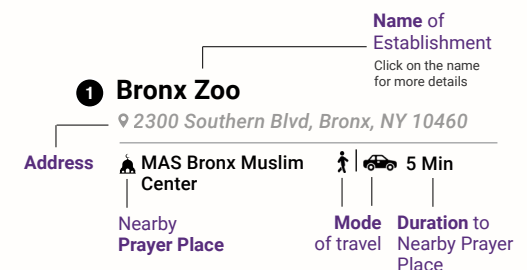 Name of
Establishment
Click on the name
for more details
1 Bronx Zoo
2300 Southern Blvd, Bronx, NY 10460
Address
MAS Bronx Muslim
Center
5 Min
Nearby
Prayer Place
Mode
of travel
Duration to
Nearby Prayer
Place